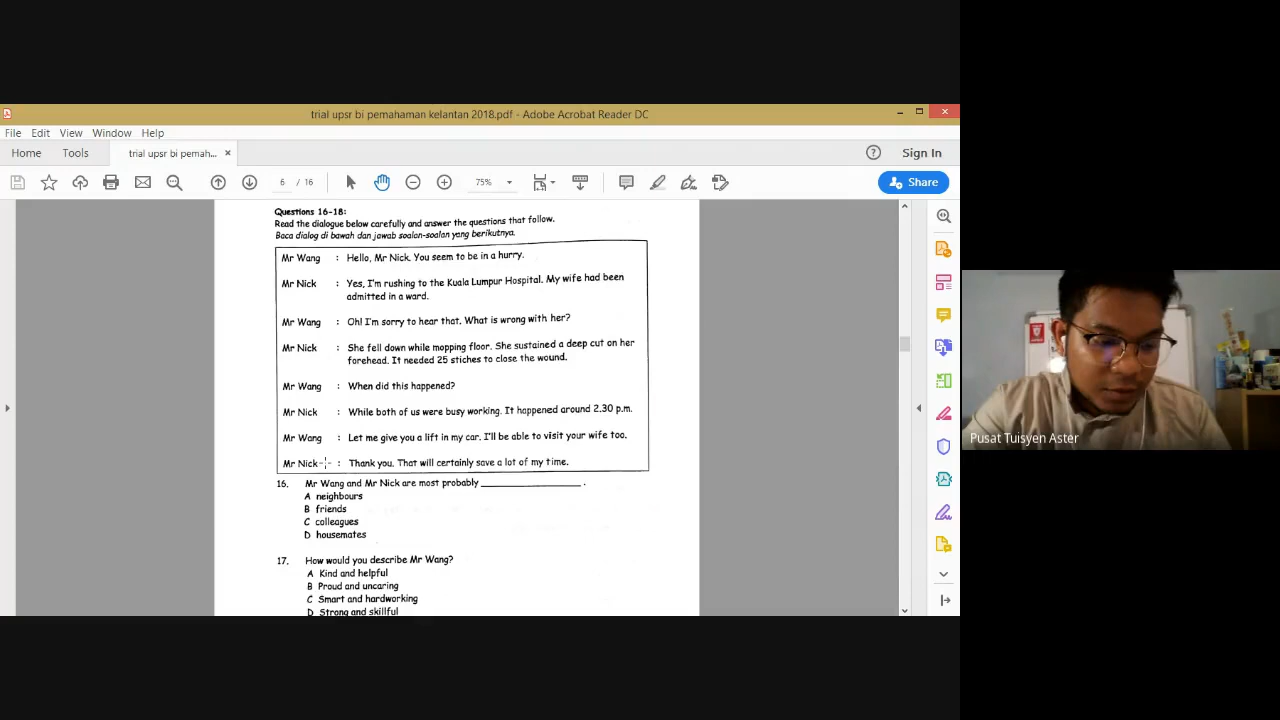 trial upsr bi pemahaman kelantan 2018.pdf - Adobe Acrobat Reader DC
File Edit View Window Help
Home Tools trial upsr bi pemah... × Sign In
6 / 16 75% Share
Questions 16-18:
Read the dialogue below carefully and answer the questions that follow.
Baca dialog di bawah dan jawab soalan-soalan yang berikutnya.
Mr Wang : Hello, Mr Nick. You seem to be in a hurry.
Mr Nick : Yes, I'm rushing to the Kuala Lumpur Hospital. My wife had been
admitted in a ward.
Mr Wang : Oh! I'm sorry to hear that. What is wrong with her?
Mr Nick : She fell down while mopping floor. She sustained a deep cut on her
forehead. It needed 25 stiches to close the wound.
Mr Wang : When did this happened?
Mr Nick : While both of us were busy working. It happened around 2.30 p.m.
Mr Wang : Let me give you a lift in my car. I'll be able to visit your wife too.
Mr Nick : Thank you. That will certainly save a lot of my time.
16. Mr Wang and Mr Nick are most probably ____________ .
A neighbours
B friends
C colleagues
D housemates
17. How would you describe Mr Wang?
A Kind and helpful
B Proud and uncaring
C Smart and hardworking
D Strong and skillful
Pusat Tuisyen Aster